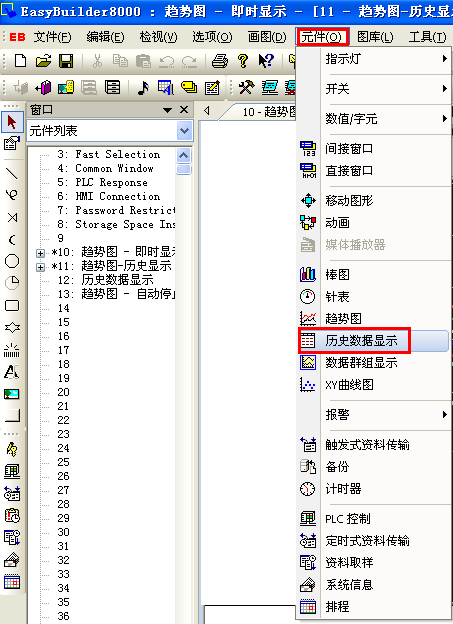 EasyBuilder8000 : 趋势图 - 即时显示 - [11 - 趋势图-历史显
EB 文件(F) 编辑(E) 检视(V) 选项(O) 画图(D) 元件(O) 图库(L) 工具(T)
窗口
10 - 趋势图
元件列表
3: Fast Selection
4: Common Window
5: PLC Response
6: HMI Connection
7: Password Restrict
8: Storage Space Ins
9
*10: 趋势图 - 即时显示
*11: 趋势图-历史显示
12: 历史数据显示
13: 趋势图 - 自动停止
14
15
16
17
18
19
20
21
22
23
24
25
26
27
28
29
30
31
32
33
34
35
36
指示灯
开关
数值/字元
间接窗口
直接窗口
移动图形
动画
媒体播放器
棒图
针表
趋势图
历史数据显示
数据群组显示
XY曲线图
报警
触发式资料传输
备份
计时器
PLC 控制
定时式资料传输
资料取样
系统信息
排程